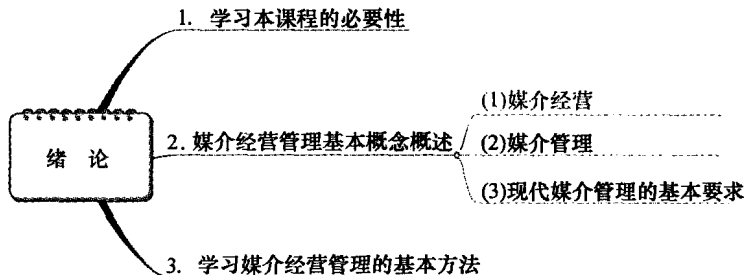 1. 学习本课程的必要性
绪 论
2. 媒介经营管理基本概念概述
(1)媒介经营
(2)媒介管理
(3)现代媒介管理的基本要求
3. 学习媒介经营管理的基本方法